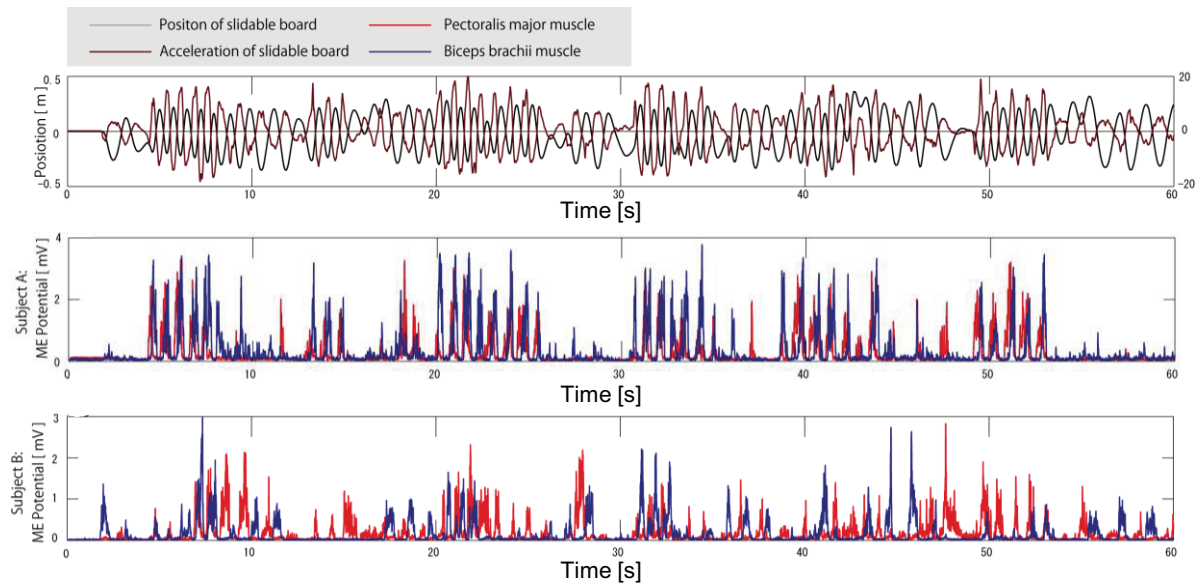 Positon of slidable board
Pectoralis major muscle
Acceleration of slidable board
Biceps brachii muscle
Posiotion [ m ]
0.5
0
-0.5
20
0
-20
0 10 20 30 40 50 60
Time [s]
Subject A:
ME Potential [ mV ]
4
2
0
0 10 20 30 40 50 60
Time [s]
Subject B:
ME Potential [ mV ]
3
2
1
0
0 10 20 30 40 50 60
Time [s]